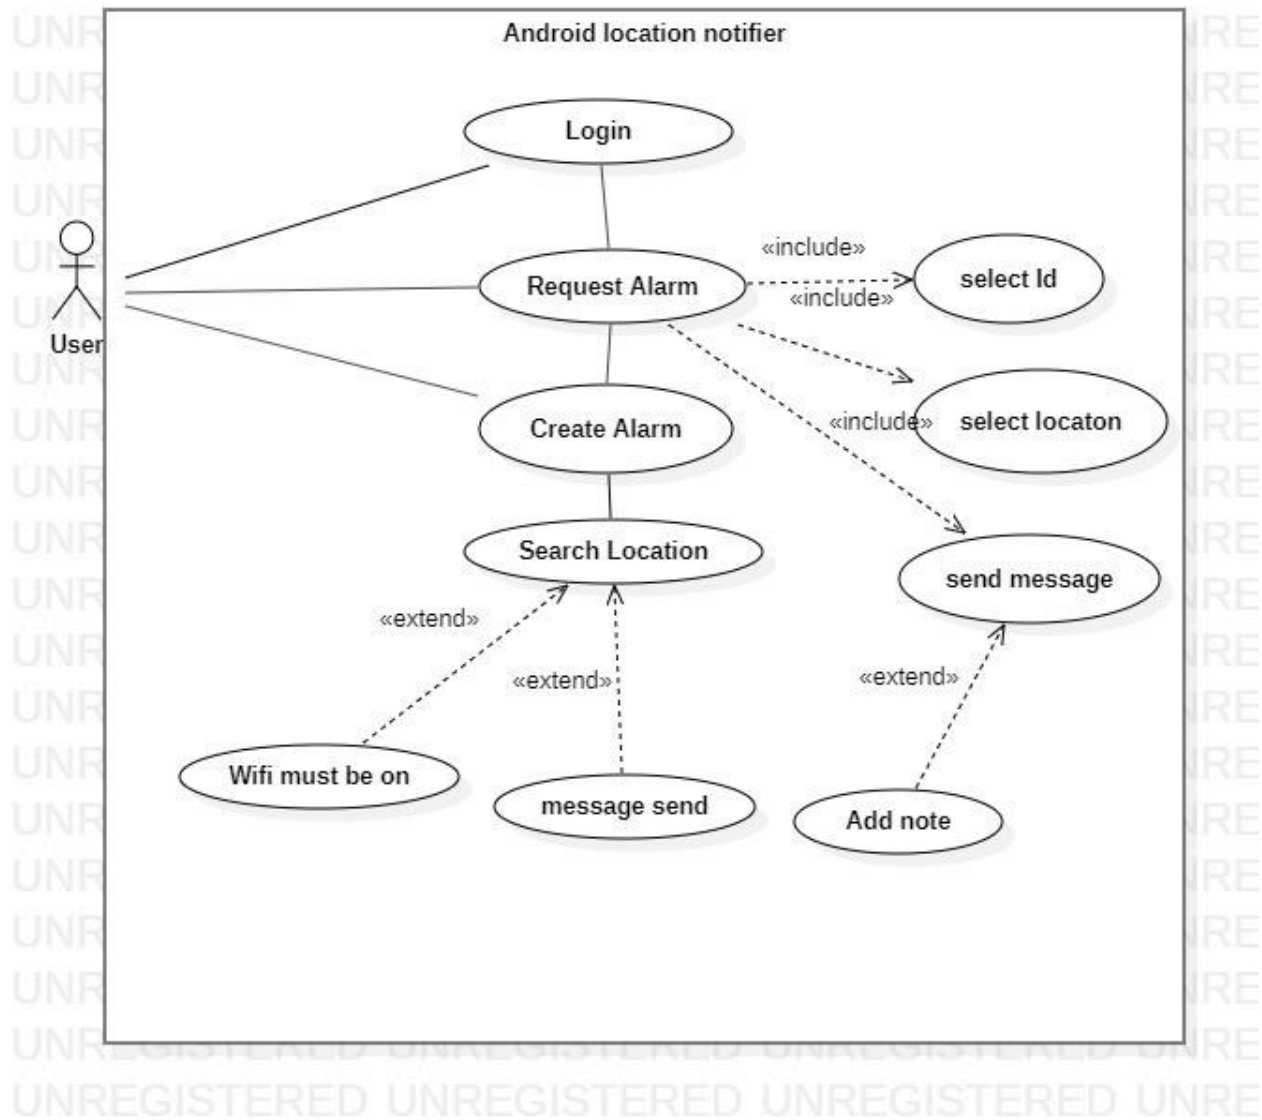 Android location notifier
Login
«include»
select Id
Request Alarm
«include»
User
Create Alarm
«include»
select locaton
Search Location
send message
«extend»
«extend»
«extend»
Wifi must be on
message send
Add note
UNREGISTERED UNREGISTERED UNREGISTERED UNRE